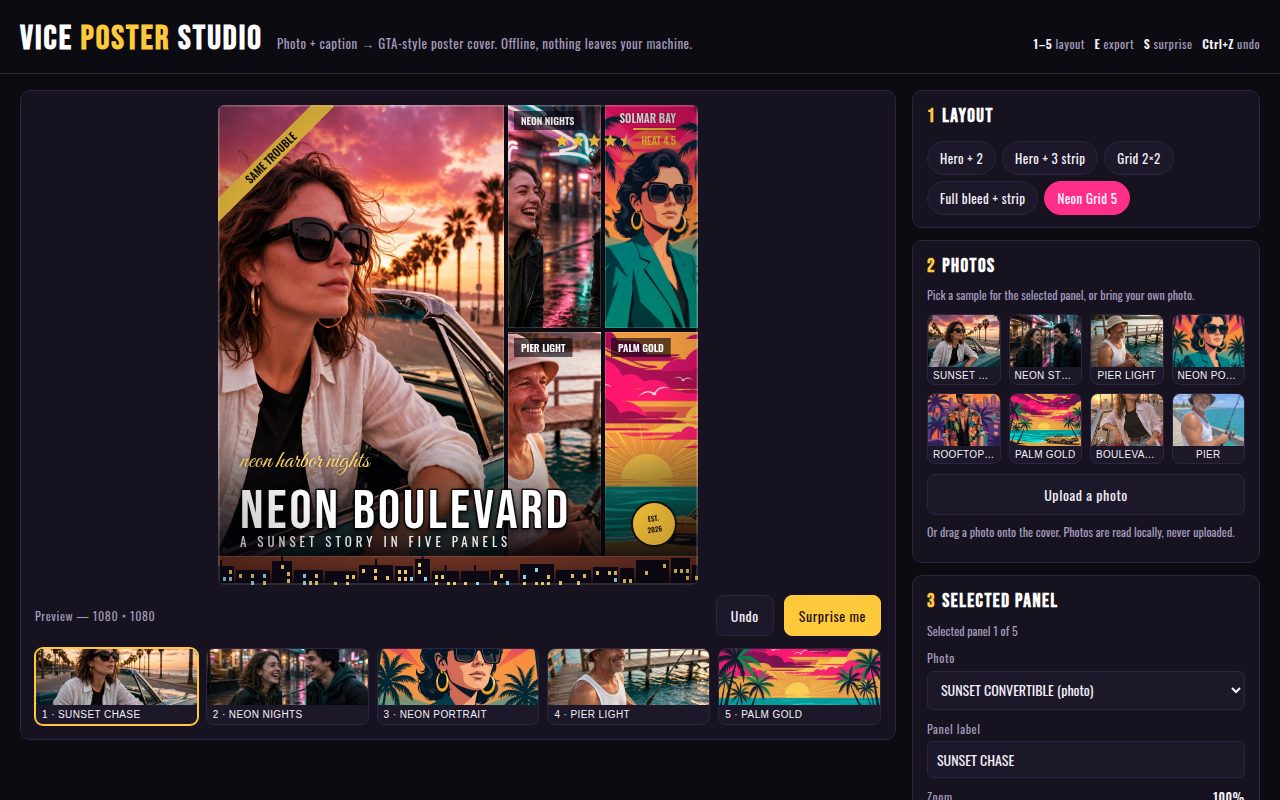 VICE POSTER STUDIO
Photo + caption → GTA-style poster cover. Offline, nothing leaves your machine.
1–5 layout E export S surprise Ctrl+Z undo
SAME TROUBLE
NEON NIGHTS
SOLMAR BAY
HEAT 4.5
PIER LIGHT
PALM GOLD
neon harbor nights
NEON BOULEVARD
A SUNSET STORY IN FIVE PANELS
EST.
2026
Preview — 1080 × 1080
Undo
Surprise me
1 · SUNSET CHASE
2 · NEON NIGHTS
3 · NEON PORTRAIT
4 · PIER LIGHT
5 · PALM GOLD
1 LAYOUT
Hero + 2
Hero + 3 strip
Grid 2×2
Full bleed + strip
Neon Grid 5
2 PHOTOS
Pick a sample for the selected panel, or bring your own photo.
SUNSET ...
NEON ST...
PIER LIGHT
NEON PO...
ROOFTOP...
PALM GOLD
BOULEVA...
PIER
Upload a photo
Or drag a photo onto the cover. Photos are read locally, never uploaded.
3 SELECTED PANEL
Selected panel 1 of 5
Photo
SUNSET CONVERTIBLE (photo)
Panel label
SUNSET CHASE
Zoom
100%